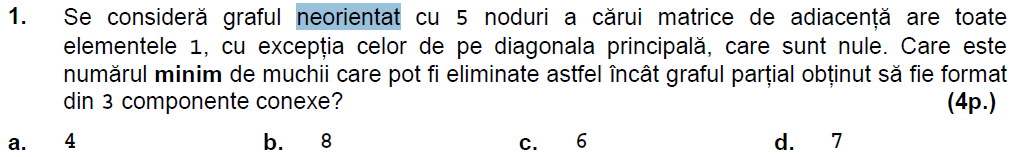 1. Se consideră graful neorientat cu 5 noduri a cărui matrice de adiacență are toate
elementele 1, cu excepția celor de pe diagonala principală, care sunt nule. Care este
numărul minim de muchii care pot fi eliminate astfel încât graful parțial obținut să fie format
din 3 componente conexe? (4p.)
a. 4 b. 8 c. 6 d. 7